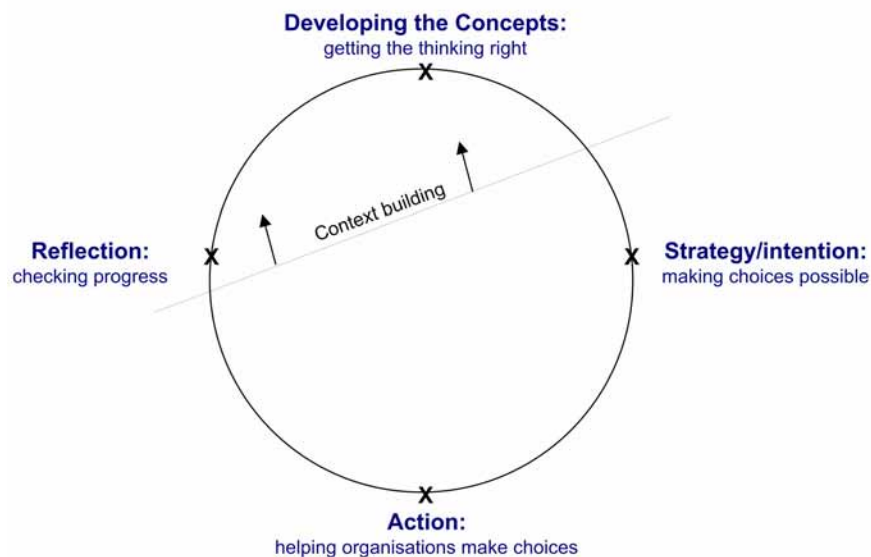 Developing the Concepts:
getting the thinking right
X
Context building
Reflection:
checking progress
X
X
Strategy/intention:
making choices possible
X
Action:
helping organisations make choices